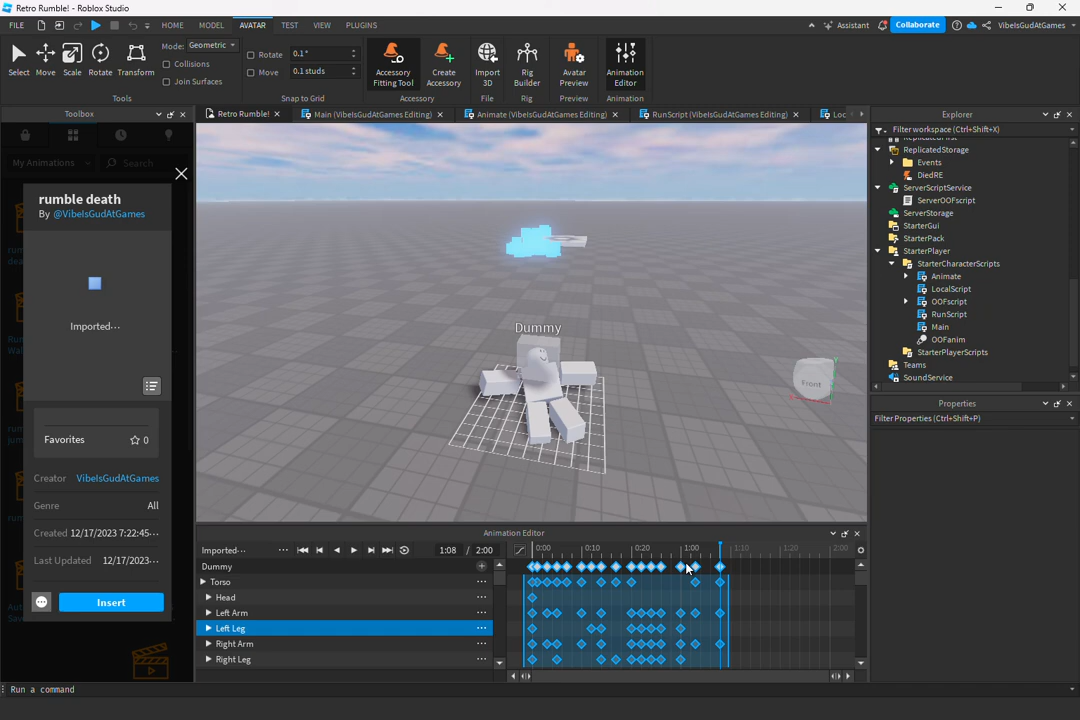 Retro Rumble! - Roblox Studio
FILE HOME MODEL AVATAR TEST VIEW PLUGINS Assistant Collaborate VibeIsGudAtGames
Select Move Scale Rotate Transform
Mode: Geometric
Collisions
Join Surfaces
Tools
Rotate 0.1°
Move 0.1 studs
Snap to Grid
Accessory Fitting Tool
Create Accessory
Accessory
Import 3D
File
Rig Builder
Rig
Avatar Preview
Preview
Animation Editor
Animation
Toolbox
Retro Rumble! Main (VibeIsGudAtGames Editing) Animate (VibeIsGudAtGames Editing) RunScript (VibeIsGudAtGames Editing) Loc
My Animations Search
rumble death
By @VibeIsGudAtGames
Imported···
Favorites 0
Creator VibeIsGudAtGames
Genre All
Created 12/17/2023 7:22:45···
Last Updated 12/17/2023···
Insert
Dummy
Front
Explorer
Filter workspace (Ctrl+Shift+X)
ReplicatedFirst
ReplicatedStorage
Events
DiedRE
ServerScriptService
ServerOOFscript
ServerStorage
StarterGui
StarterPack
StarterPlayer
StarterCharacterScripts
Animate
LocalScript
OOFscript
RunScript
Main
OOFanim
StarterPlayerScripts
Teams
SoundService
Properties
Filter Properties (Ctrl+Shift+P)
Animation Editor
Imported··· 1:08 / 2:00 0:00 0:10 0:20 1:00 1:10 1:20 2:00
Dummy
Torso
Head
Left Arm
Left Leg
Right Arm
Right Leg
Run a command